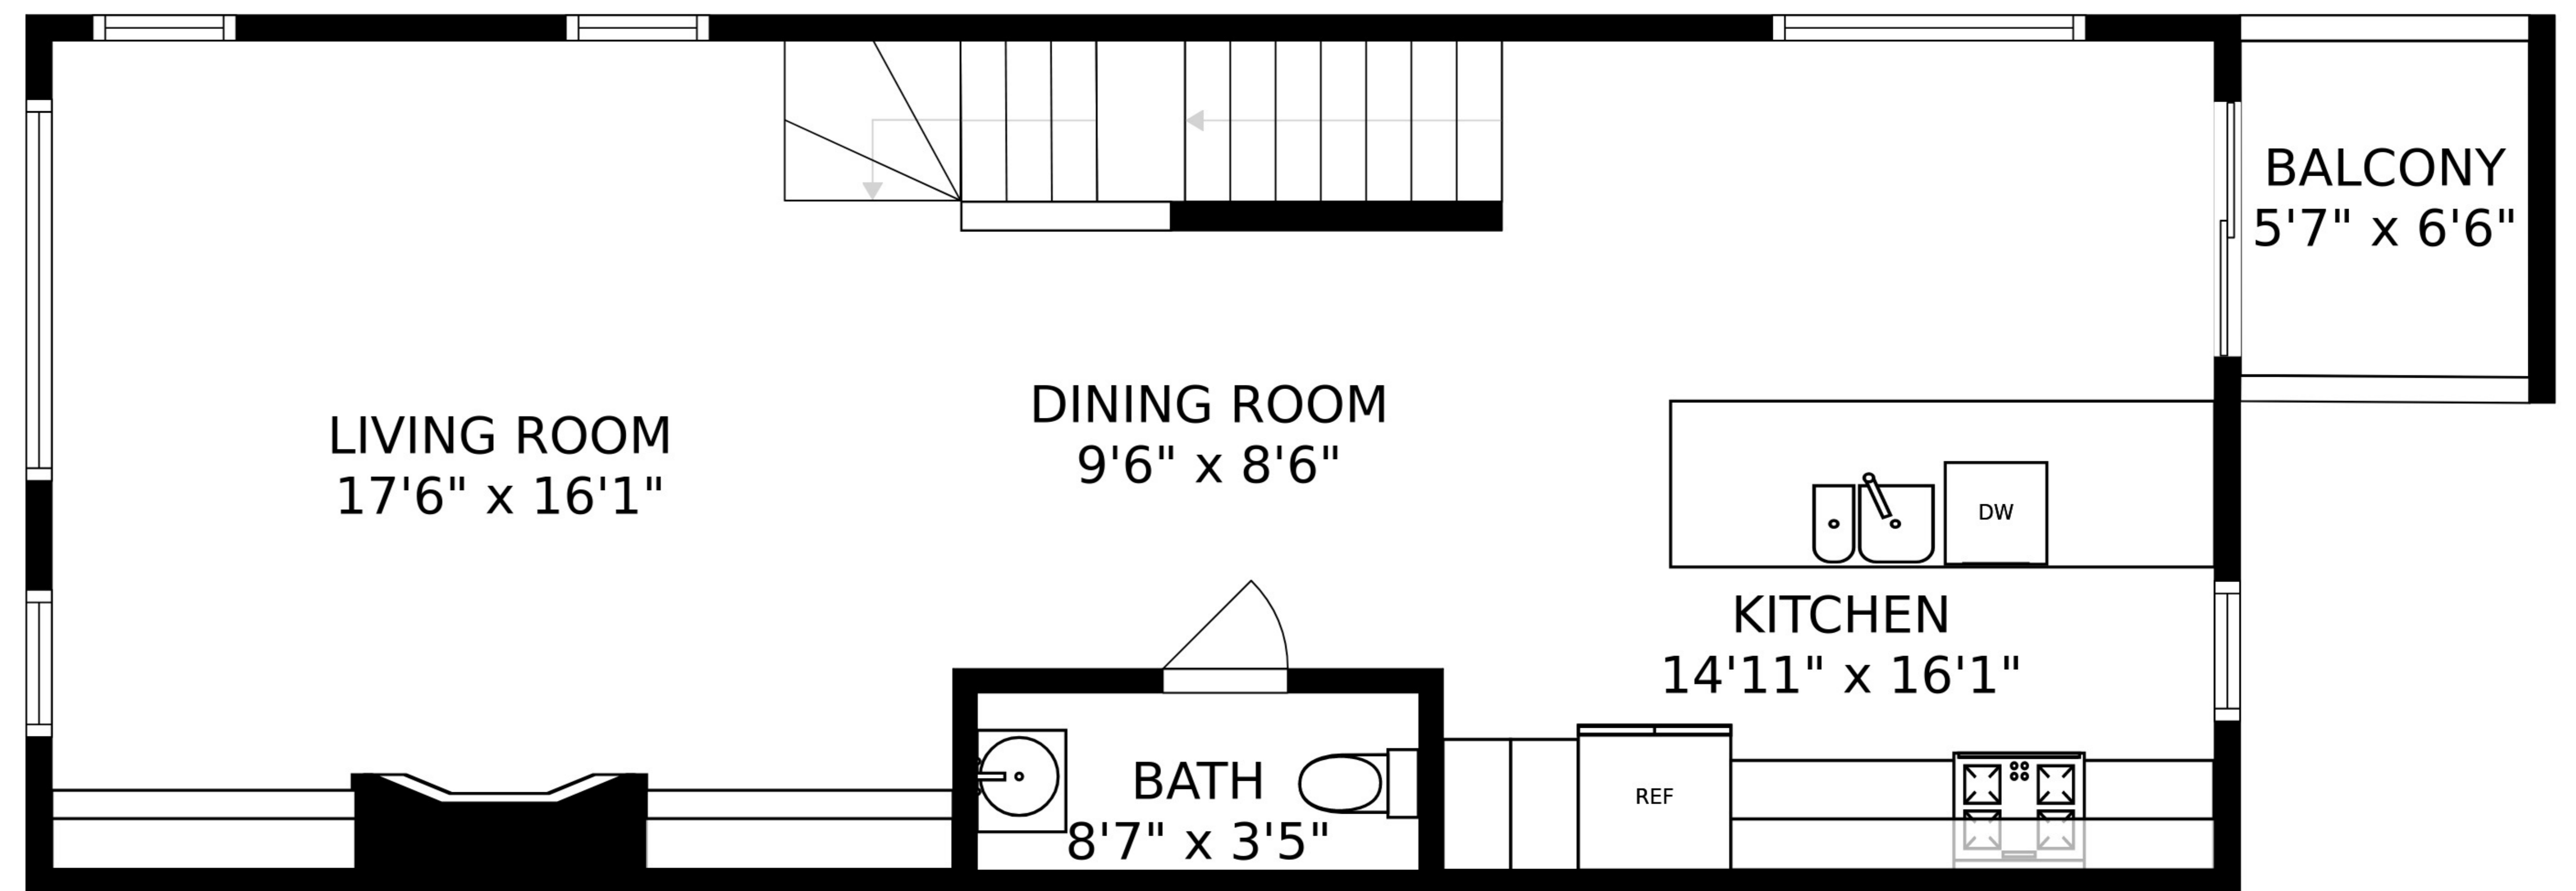 BALCONY
5'7" x 6'6"
LIVING ROOM
17'6" x 16'1"
DINING ROOM
9'6" x 8'6"
DW
KITCHEN
14'11" x 16'1"
BATH
8'7" x 3'5"
REF